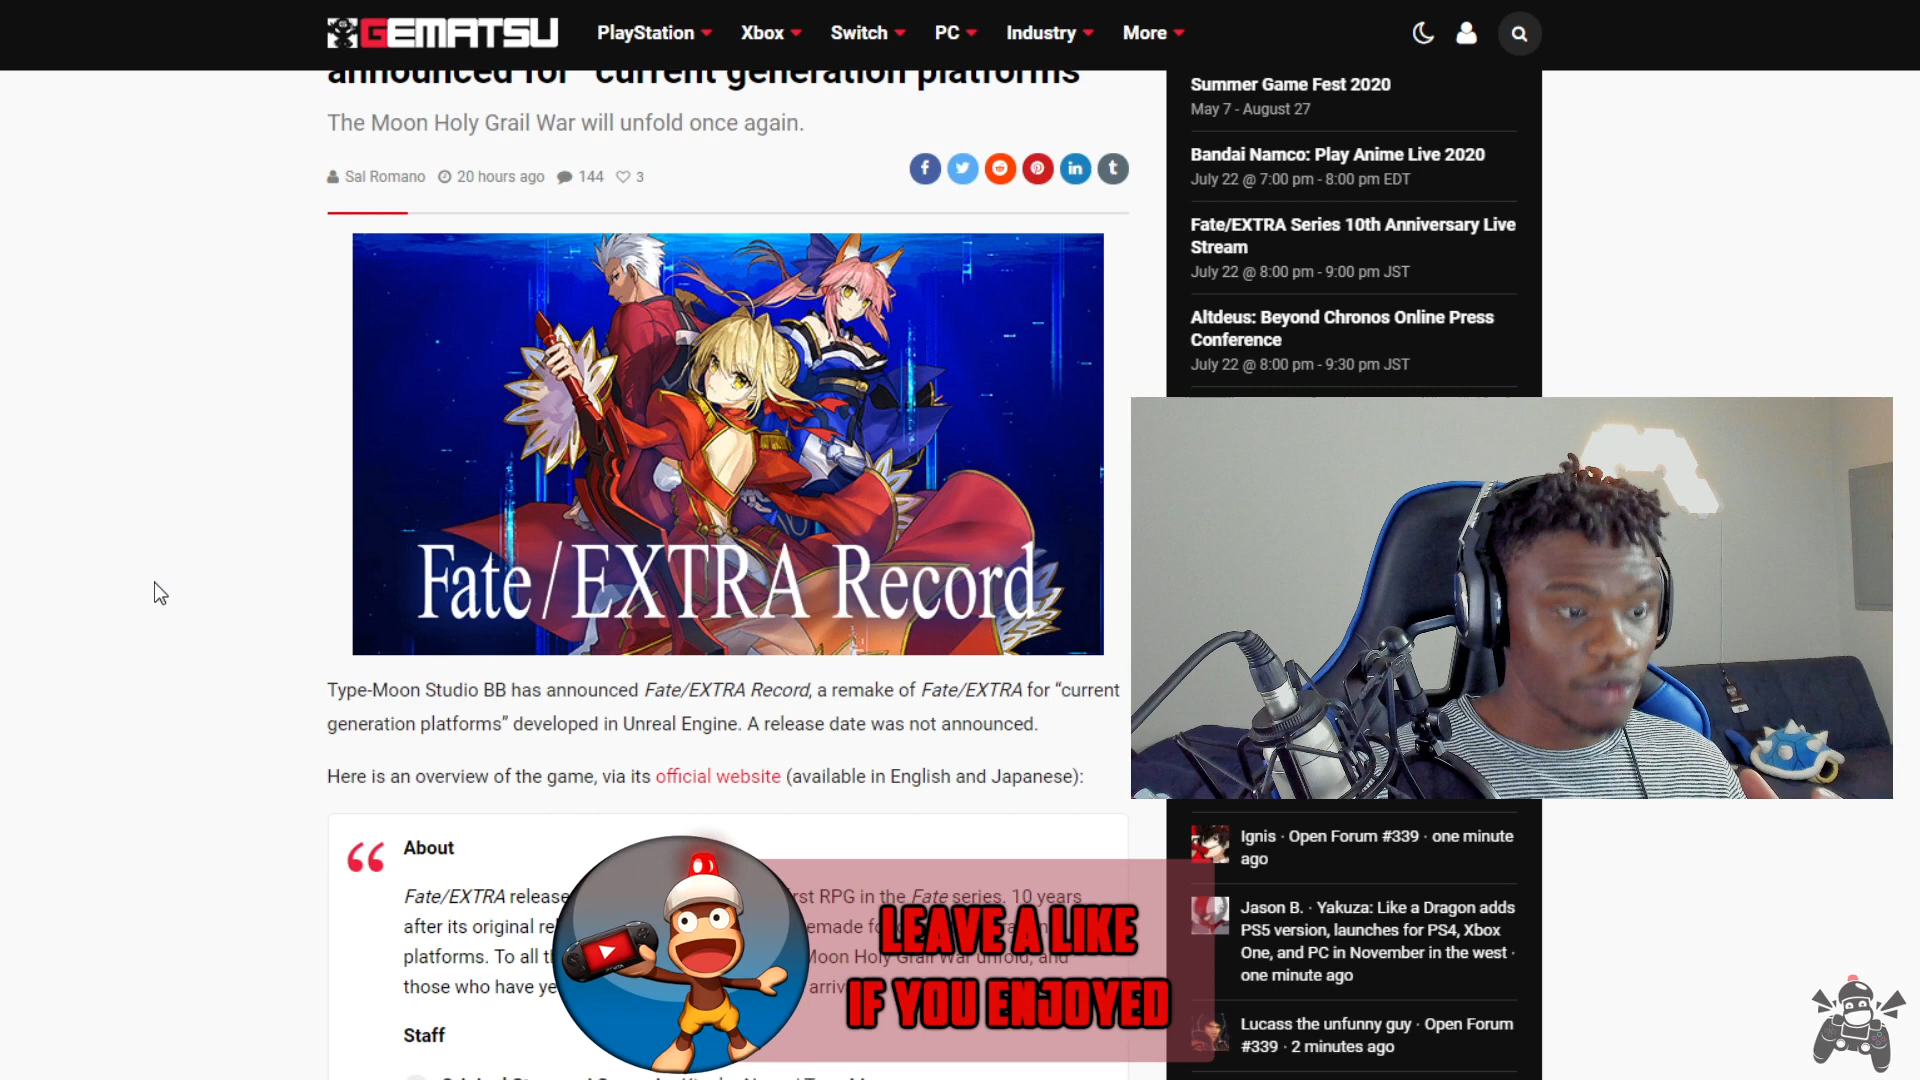 GEMATSU
PlayStation Xbox Switch PC Industry More
announced for "current generation platforms"
The Moon Holy Grail War will unfold once again.
Sal Romano 20 hours ago 144 3
Fate/EXTRA Record
Type-Moon Studio BB has announced Fate/EXTRA Record, a remake of Fate/EXTRA for “current
generation platforms” developed in Unreal Engine. A release date was not announced.
Here is an overview of the game, via its official website (available in English and Japanese):
About
Fate/EXTRA release rst RPG in the Fate series. 10 years
after its original re emade fo
platforms. To all th Moon Holy Grail War unfold, and
those who have ye arriv
Staff
LEAVE A LIKE
IF YOU ENJOYED
Summer Game Fest 2020
May 7 - August 27
Bandai Namco: Play Anime Live 2020
July 22 @ 7:00 pm - 8:00 pm EDT
Fate/EXTRA Series 10th Anniversary Live
Stream
July 22 @ 8:00 pm - 9:00 pm JST
Altdeus: Beyond Chronos Online Press
Conference
July 22 @ 8:00 pm - 9:30 pm JST
Ignis · Open Forum #339 · one minute
ago
Jason B. · Yakuza: Like a Dragon adds
PS5 version, launches for PS4, Xbox
One, and PC in November in the west ·
one minute ago
Lucass the unfunny guy · Open Forum
#339 · 2 minutes ago